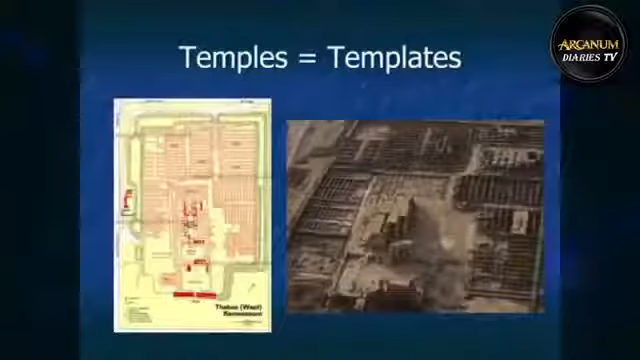 ARCANUM
DIARIES TV
Temples = Templates
Thebes (West)
Ramesseum